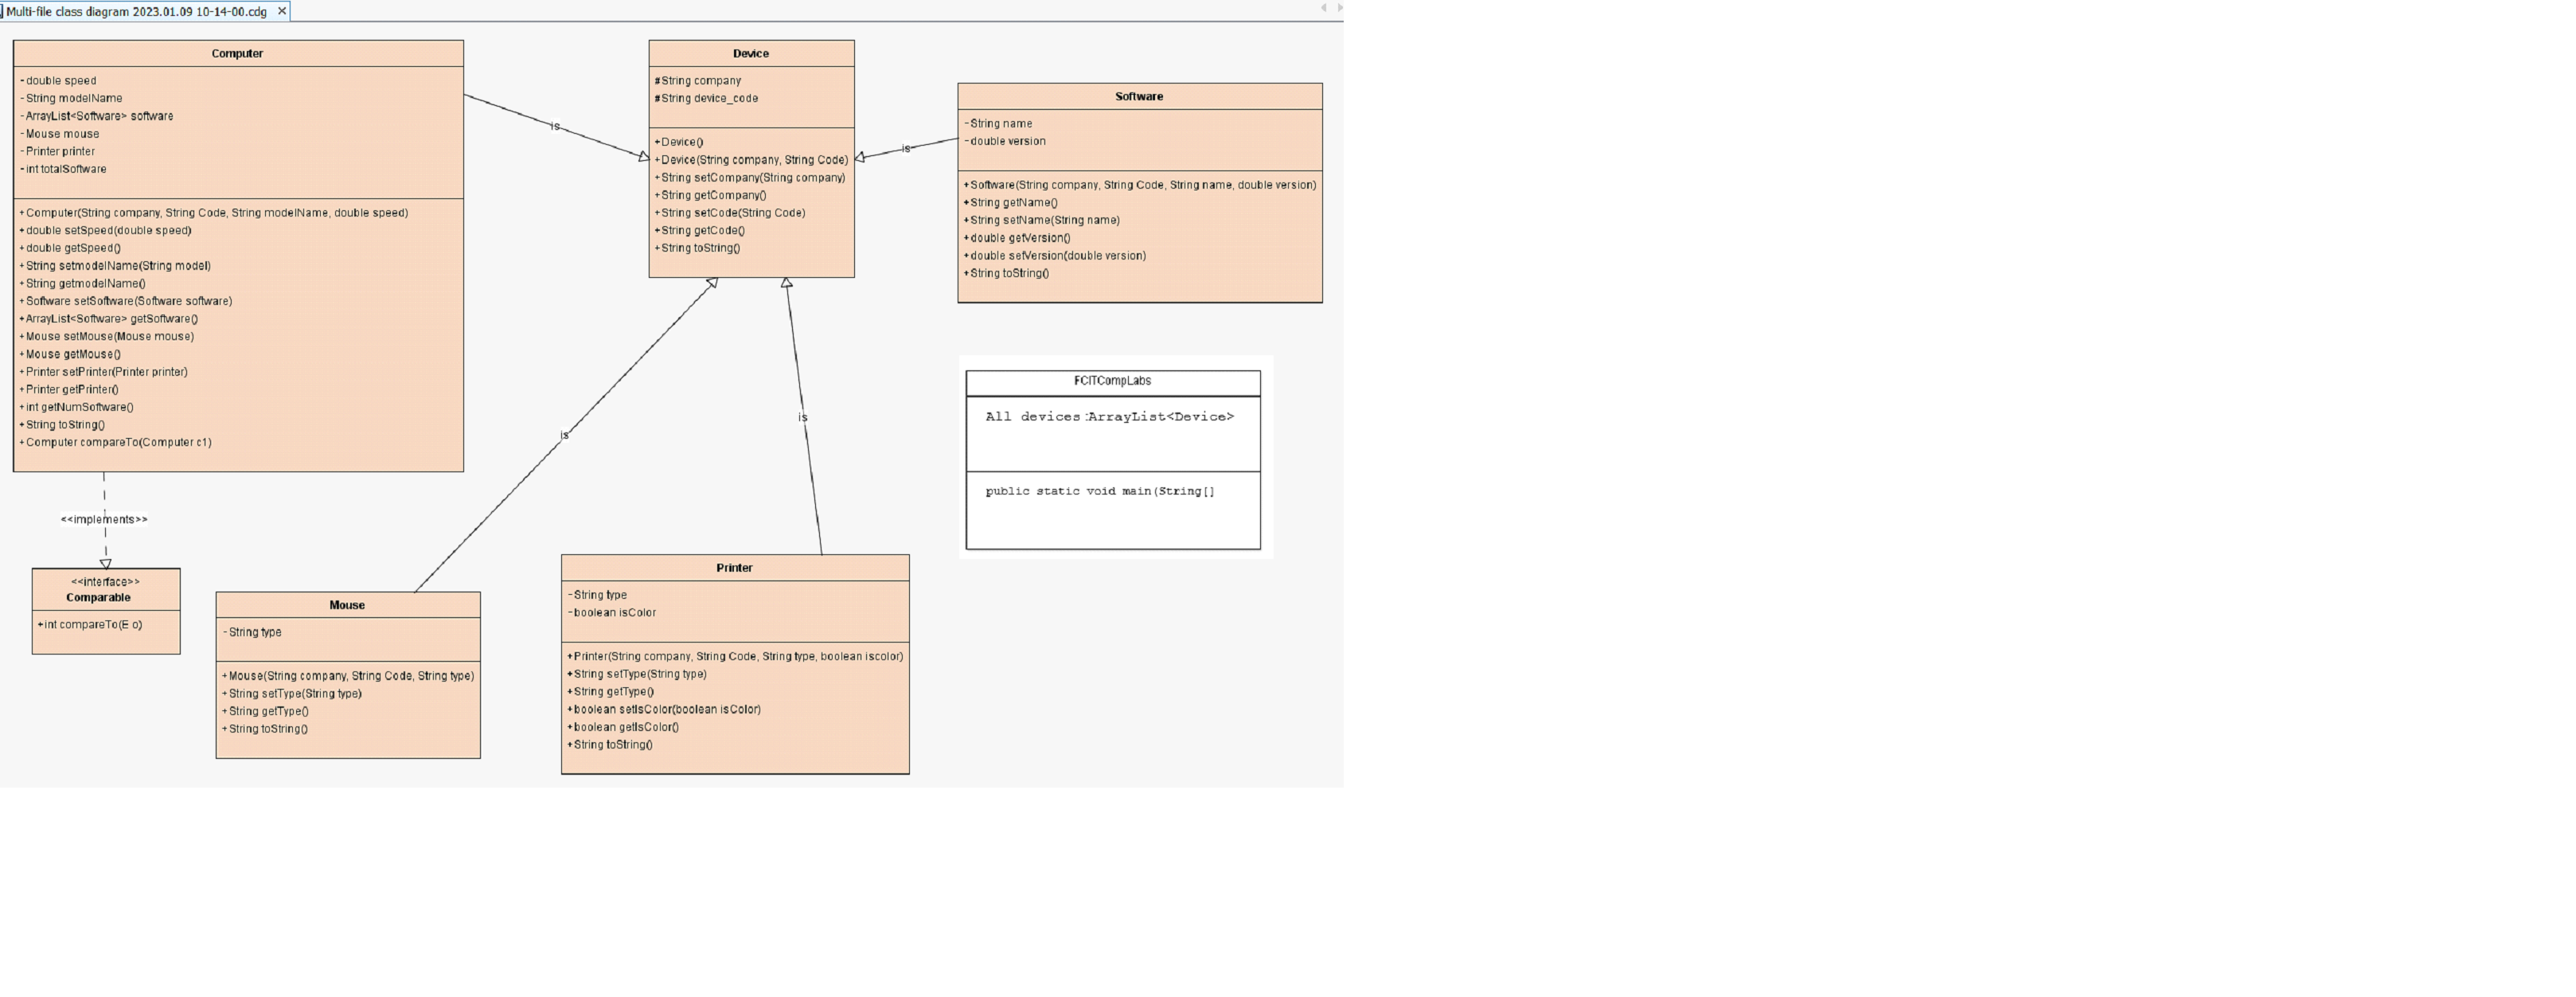 Multi-file class diagram 2023.01.09 10-14-00.cdg
Computer
- double speed
- String modelName
- ArrayList<Software> software
- Mouse mouse
- Printer printer
- int totalSoftware
+ Computer(String company, String Code, String modelName, double speed)
+ double setSpeed(double speed)
+ double getSpeed()
+ String setmodelName(String model)
+ String getmodelName()
+ Software setSoftware(Software software)
+ ArrayList<Software> getSoftware()
+ Mouse setMouse(Mouse mouse)
+ Mouse getMouse()
+ Printer setPrinter(Printer printer)
+ Printer getPrinter()
+ int getNumSoftware()
+ String toString()
+ Computer compareTo(Computer c1)
is
Device
# String company
# String device_code
+ Device()
+ Device(String company, String Code)
+ String setCompany(String company)
+ String getCompany()
+ String setCode(String Code)
+ String getCode()
+ String toString()
is
Software
- String name
- double version
+ Software(String company, String Code, String name, double version)
+ String getName()
+ String setName(String name)
+ double getVersion()
+ double setVersion(double version)
+ String toString()
FCITCompLabs
All devices:ArrayList<Device>
public static void main(String[]
is
is
<<implements>>
<<interface>>
Comparable
+ int compareTo(E o)
Mouse
- String type
+ Mouse(String company, String Code, String type)
+ String setType(String type)
+ String getType()
+ String toString()
Printer
- String type
- boolean isColor
+ Printer(String company, String Code, String type, boolean iscolor)
+ String setType(String type)
+ String getType()
+ boolean setIsColor(boolean isColor)
+ boolean getIsColor()
+ String toString()